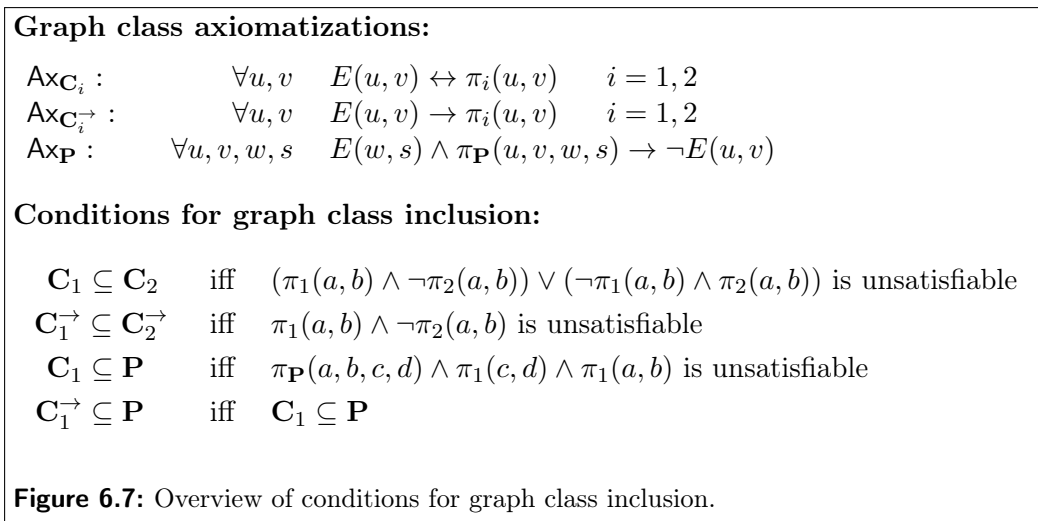 Graph class axiomatizations:
Ax_{C_i} : ∀u, v E(u, v) ↔ π_i(u, v) i = 1, 2
Ax_{C_i^→} : ∀u, v E(u, v) → π_i(u, v) i = 1, 2
Ax_P : ∀u, v, w, s E(w, s) ∧ π_P(u, v, w, s) → ¬E(u, v)
Conditions for graph class inclusion:
C_1 ⊆ C_2 iff (π_1(a, b) ∧ ¬π_2(a, b)) ∨ (¬π_1(a, b) ∧ π_2(a, b)) is unsatisfiable
C_1^→ ⊆ C_2^→ iff π_1(a, b) ∧ ¬π_2(a, b) is unsatisfiable
C_1 ⊆ P iff π_P(a, b, c, d) ∧ π_1(c, d) ∧ π_1(a, b) is unsatisfiable
C_1^→ ⊆ P iff C_1 ⊆ P
Figure 6.7: Overview of conditions for graph class inclusion.